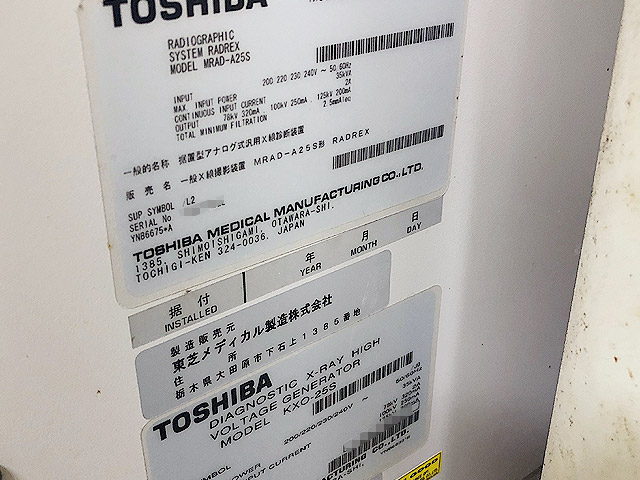 TOSHIBA
RADIOGRAPHIC
SYSTEM RADREX
MODEL MRAD-A25S
INPUT 200 220 230 240V ~ 50/60Hz
MAX. INPUT POWER 35kVA
CONTINUOUS INPUT CURRENT 2A
OUTPUT 78kV 320mA 100kV 250mA 125kV 200mA
TOTAL MINIMUM FILTRATION 2.5mmAleq
一般的名称 据置型アナログ式汎用X線診断装置
販 売 名 一般X線撮影装置 MRAD-A25S形 RADREX
SUP SYMBOL /L2
SERIAL No
YNB6675*A
TOSHIBA MEDICAL MANUFACTURING CO.,LTD.
1385, SHIMOISHIGAMI, OTAWARA-SHI,
TOCHIGI-KEN 324-0036, JAPAN
据 付 年 月 日
INSTALLED YEAR MONTH DAY
製造販売元
東芝メディカル製造株式会社
住 所
栃木県大田原市下石上1385番地
TOSHIBA
DIAGNOSTIC X-RAY HIGH
VOLTAGE GENERATOR
MODEL KXO-25S
200/220/230/240V ~ 50/60Hz